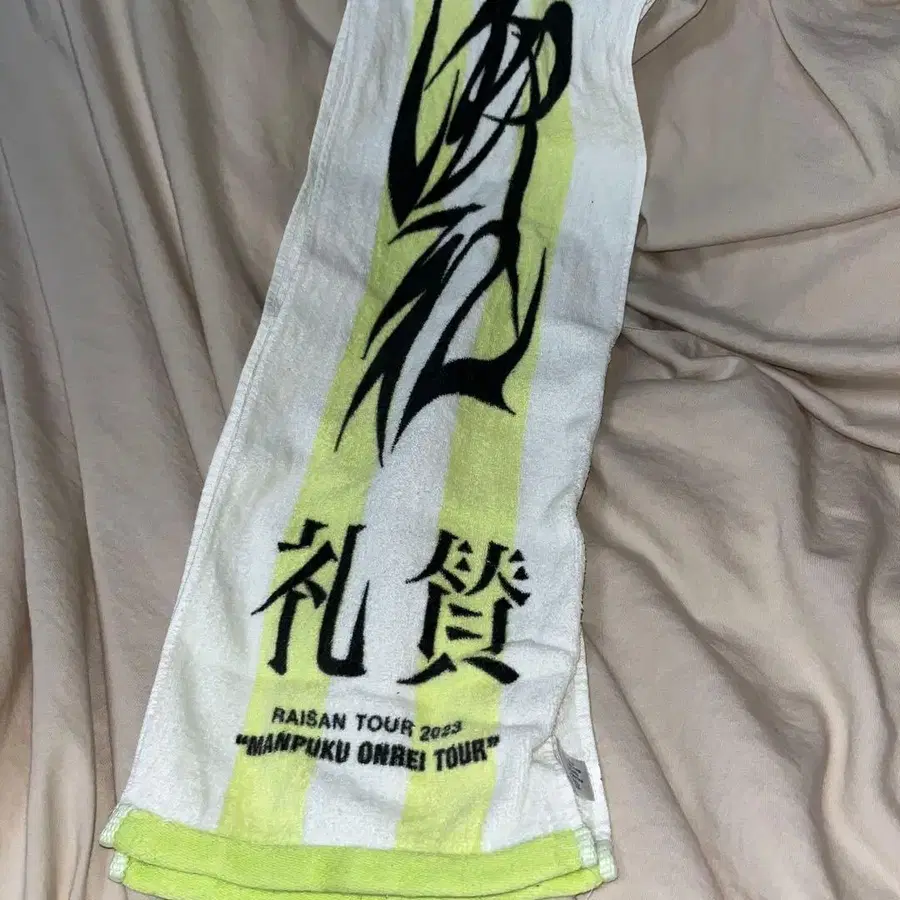 礼賛
RAISAN TOUR 2023
"MANPUKU ONREI TOUR"